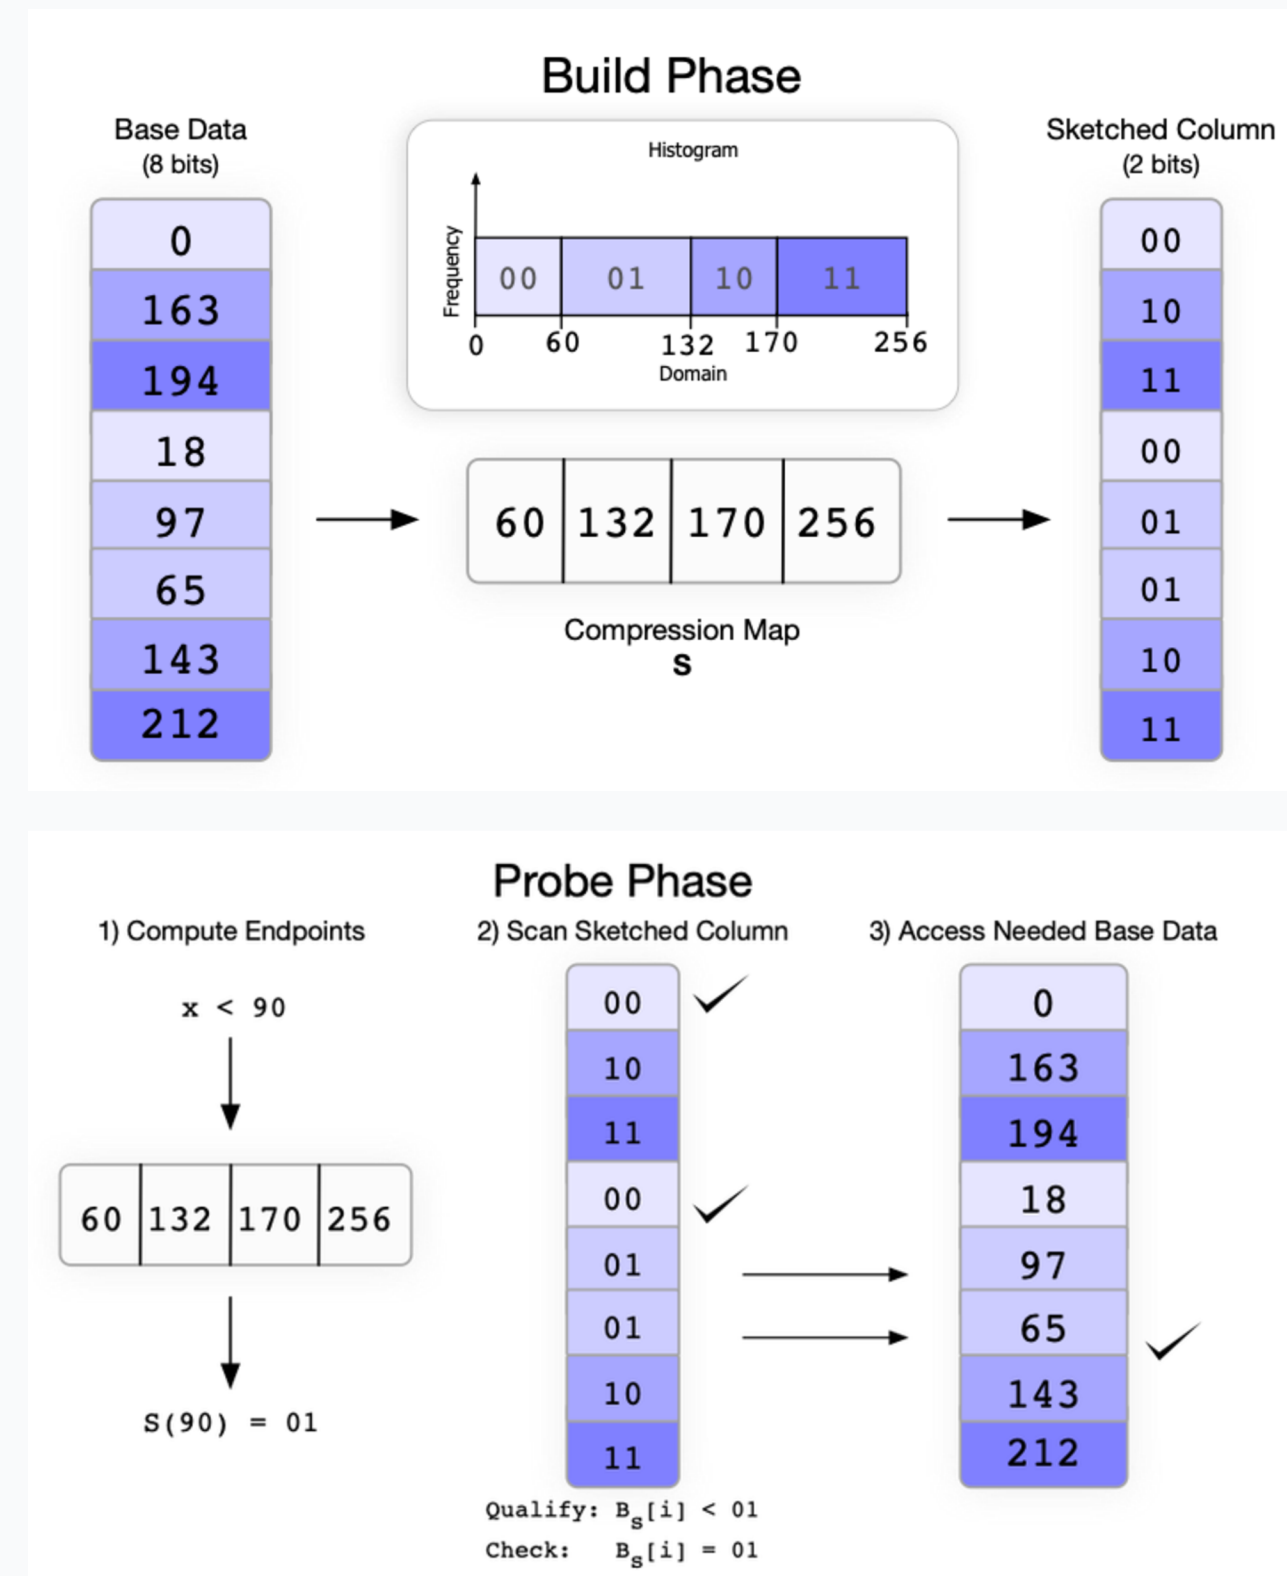 Build Phase
Base Data
(8 bits)
0
163
194
18
97
65
143
212
Histogram
Frequency
00 01 10 11
0 60 132 170 256
Domain
60 132 170 256
Compression Map
S
Sketched Column
(2 bits)
00
10
11
00
01
01
10
11
Probe Phase
1) Compute Endpoints
x < 90
60 132 170 256
S(90) = 01
2) Scan Sketched Column
00
10
11
00
01
01
10
11
Qualify: Bs[i] < 01
Check: Bs[i] = 01
3) Access Needed Base Data
0
163
194
18
97
65
143
212